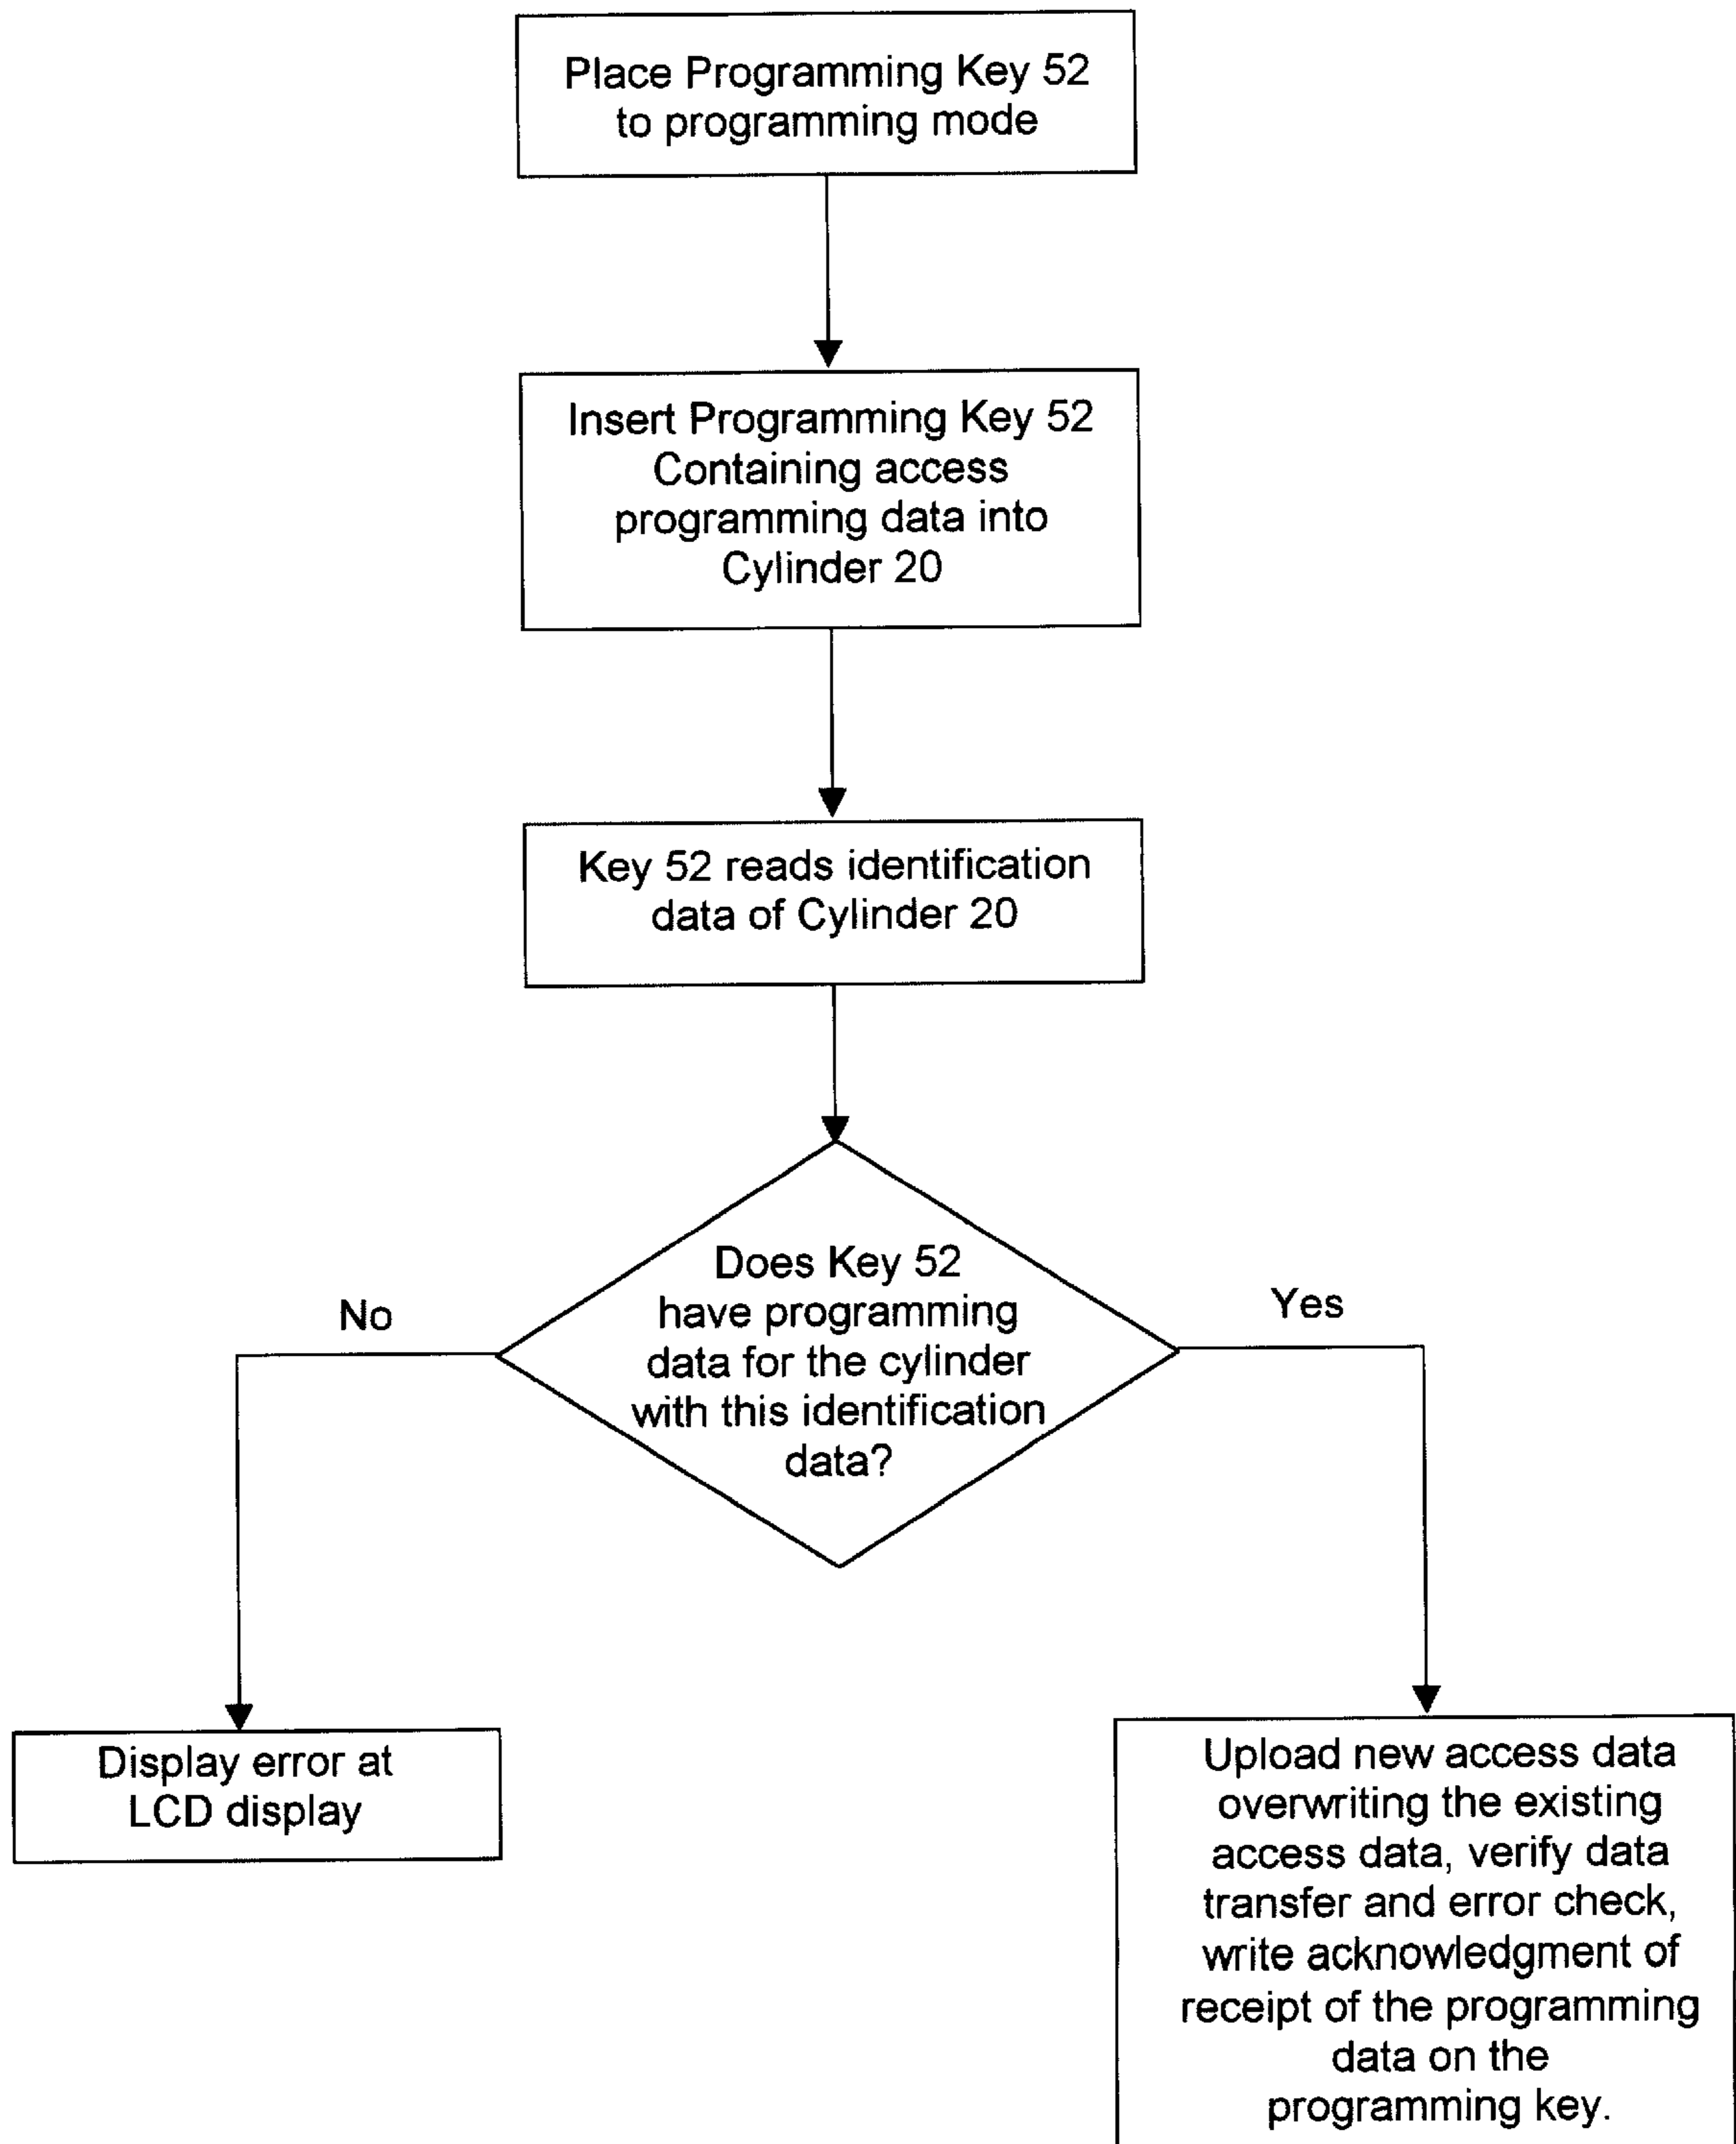 Place Programming Key 52
to programming mode
Insert Programming Key 52
Containing access
programming data into
Cylinder 20
Key 52 reads identification
data of Cylinder 20
Does Key 52
have programming
data for the cylinder
with this identification
data?
No
Yes
Display error at
LCD display
Upload new access data
overwriting the existing
access data, verify data
transfer and error check,
write acknowledgment of
receipt of the programming
data on the
programming key.